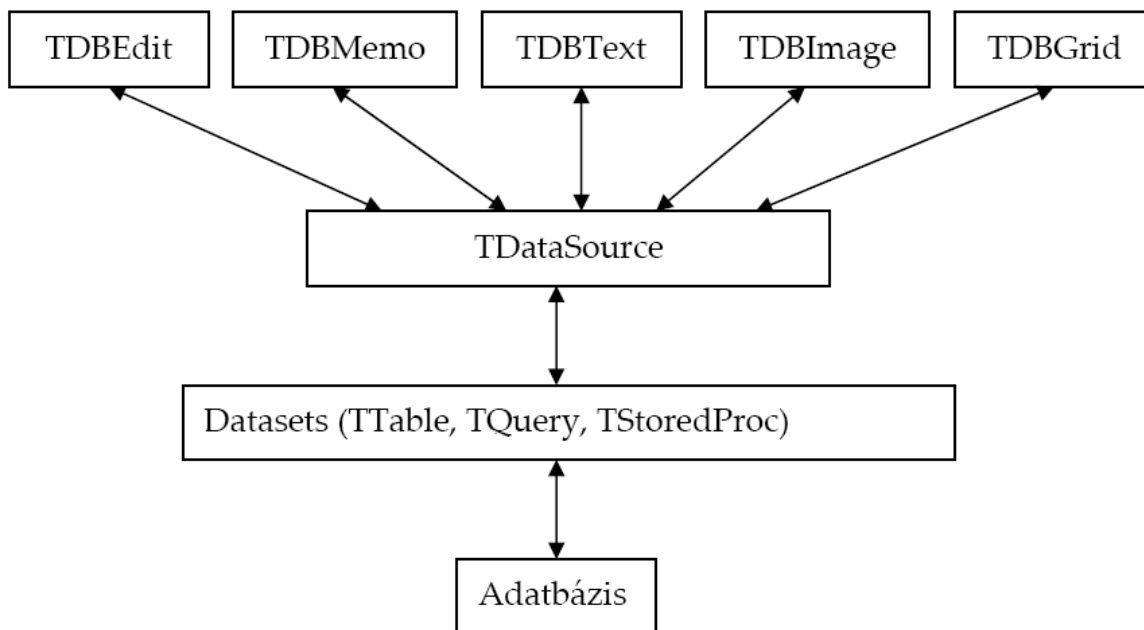 TDBEdit
TDBMemo
TDBText
TDBImage
TDBGrid
TDataSource
Datasets (TTable, TQuery, TStoredProc)
Adatbázis